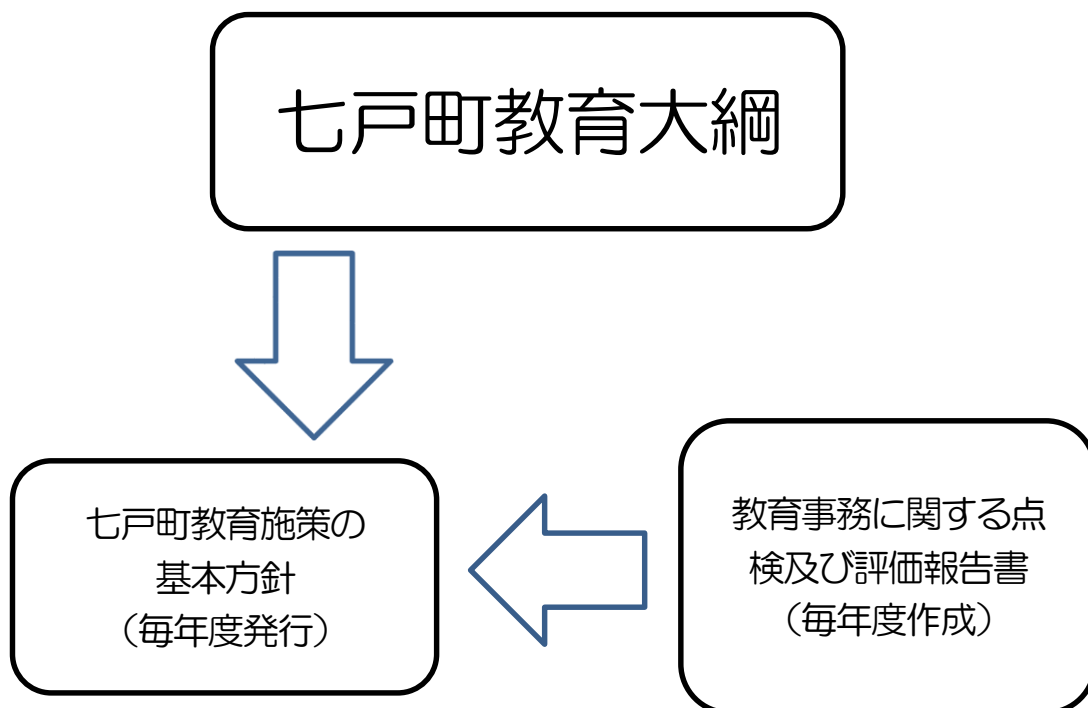 七戸町教育大綱
七戸町教育施策の
基本方針
（毎年度発行）
教育事務に関する点
検及び評価報告書
（毎年度作成）